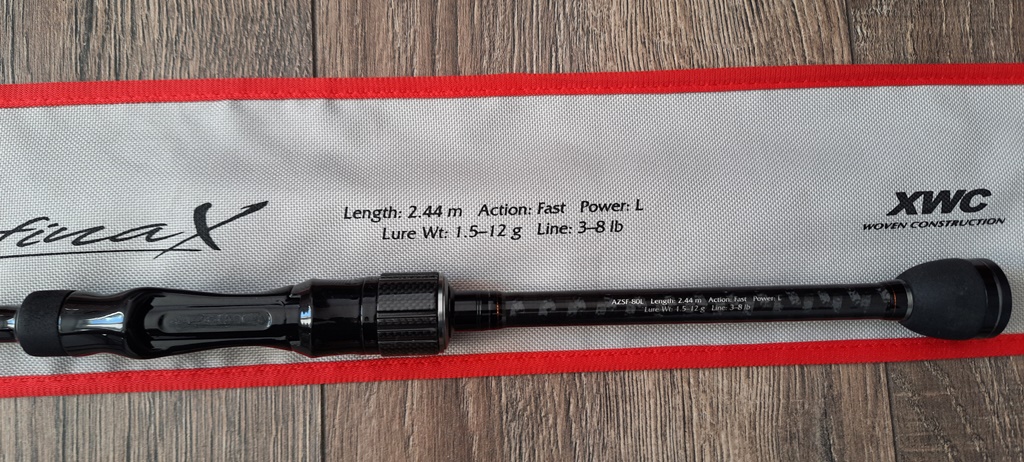 finaX
Length: 2.44 m Action: Fast Power: L
Lure Wt: 1.5–12 g Line: 3–8 lb
XWC
WOVEN CONSTRUCTION
AZSF-80L Length: 2.44 m Action: Fast Power: L
Lure Wt: 1.5–12 g Line: 3–8 lb